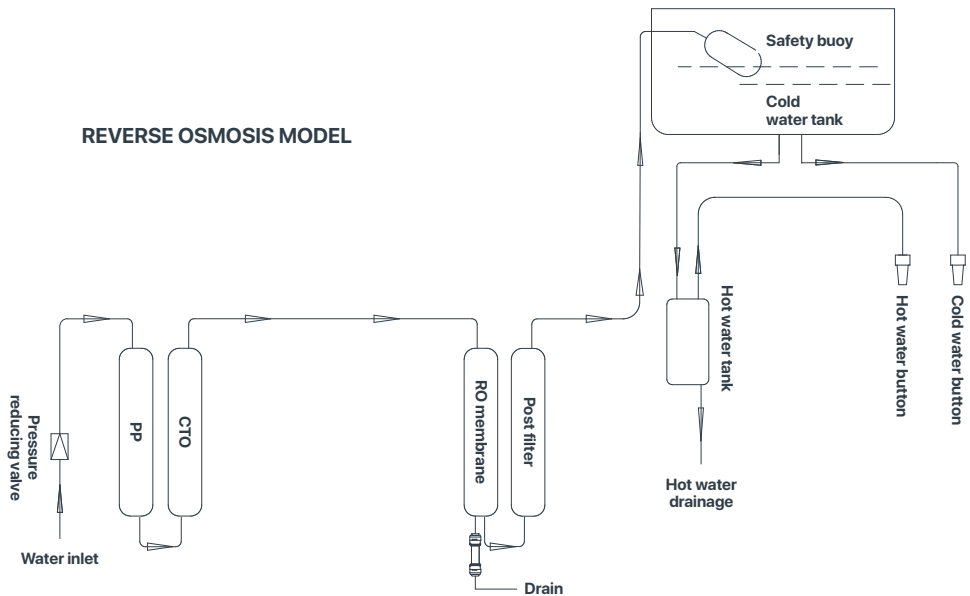 REVERSE OSMOSIS MODEL
Safety buoy
Cold
water tank
Pressure
reducing valve
Water inlet
PP
CTO
RO membrane
Post filter
Drain
Hot water tank
Hot water
drainage
Hot water button
Cold water button